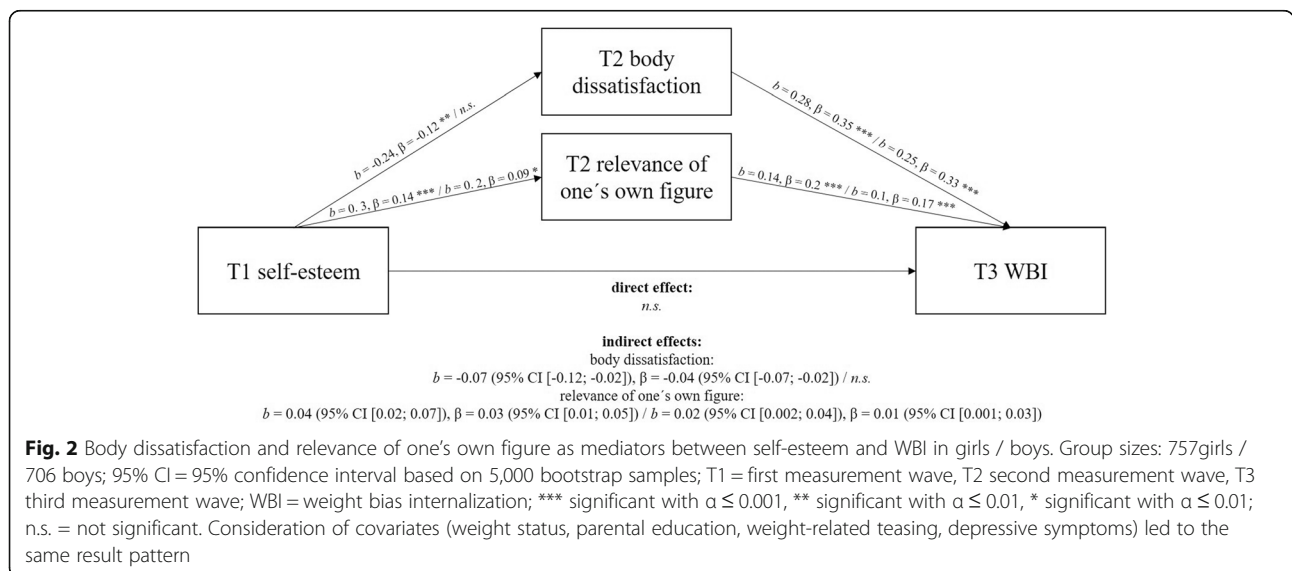 T2 body
dissatisfaction
b = -0.24, β = -0.12 ** / n.s.
b = 0.28, β = 0.35 *** / 0.25, β = 0.33 ***
T2 relevance of
one´s own figure
b = 0. 3, β = 0.14 *** / b = 0. 2, β = 0.09 *
b = 0.14, β = 0.2 *** / b = 0.1, β = 0.17 ***
T1 self-esteem
T3 WBI
direct effect:
n.s.
indirect effects:
body dissatisfaction:
b = -0.07 (95% CI [-0.12; -0.02]), β = -0.04 (95% CI [-0.07; -0.02]) / n.s.
relevance of one´s own figure:
b = 0.04 (95% CI [0.02; 0.07]), β = 0.03 (95% CI [0.01; 0.05]) / b = 0.02 (95% CI [0.002; 0.04]), β = 0.01 (95% CI [0.001; 0.03])
Fig. 2 Body dissatisfaction and relevance of one's own figure as mediators between self-esteem and WBI in girls / boys. Group sizes: 757girls /
706 boys; 95% CI = 95% confidence interval based on 5,000 bootstrap samples; T1 = first measurement wave, T2 second measurement wave, T3
third measurement wave; WBI = weight bias internalization; *** significant with α ≤ 0.001, ** significant with α ≤ 0.01, * significant with α ≤ 0.01;
n.s. = not significant. Consideration of covariates (weight status, parental education, weight-related teasing, depressive symptoms) led to the
same result pattern